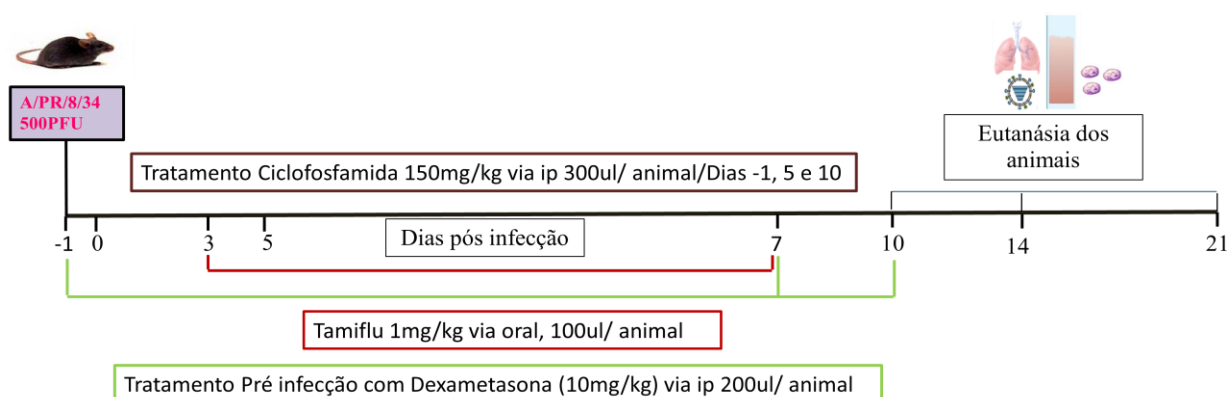 A/PR/8/34
500PFU
Eutanásia dos
animais
Tratamento Ciclofosfamida 150mg/kg via ip 300ul/ animal/Dias -1, 5 e 10
-1 0 3 5 Dias pós infecção 7 10 14 21
Tamiflu 1mg/kg via oral, 100ul/ animal
Tratamento Pré infecção com Dexametasona (10mg/kg) via ip 200ul/ animal